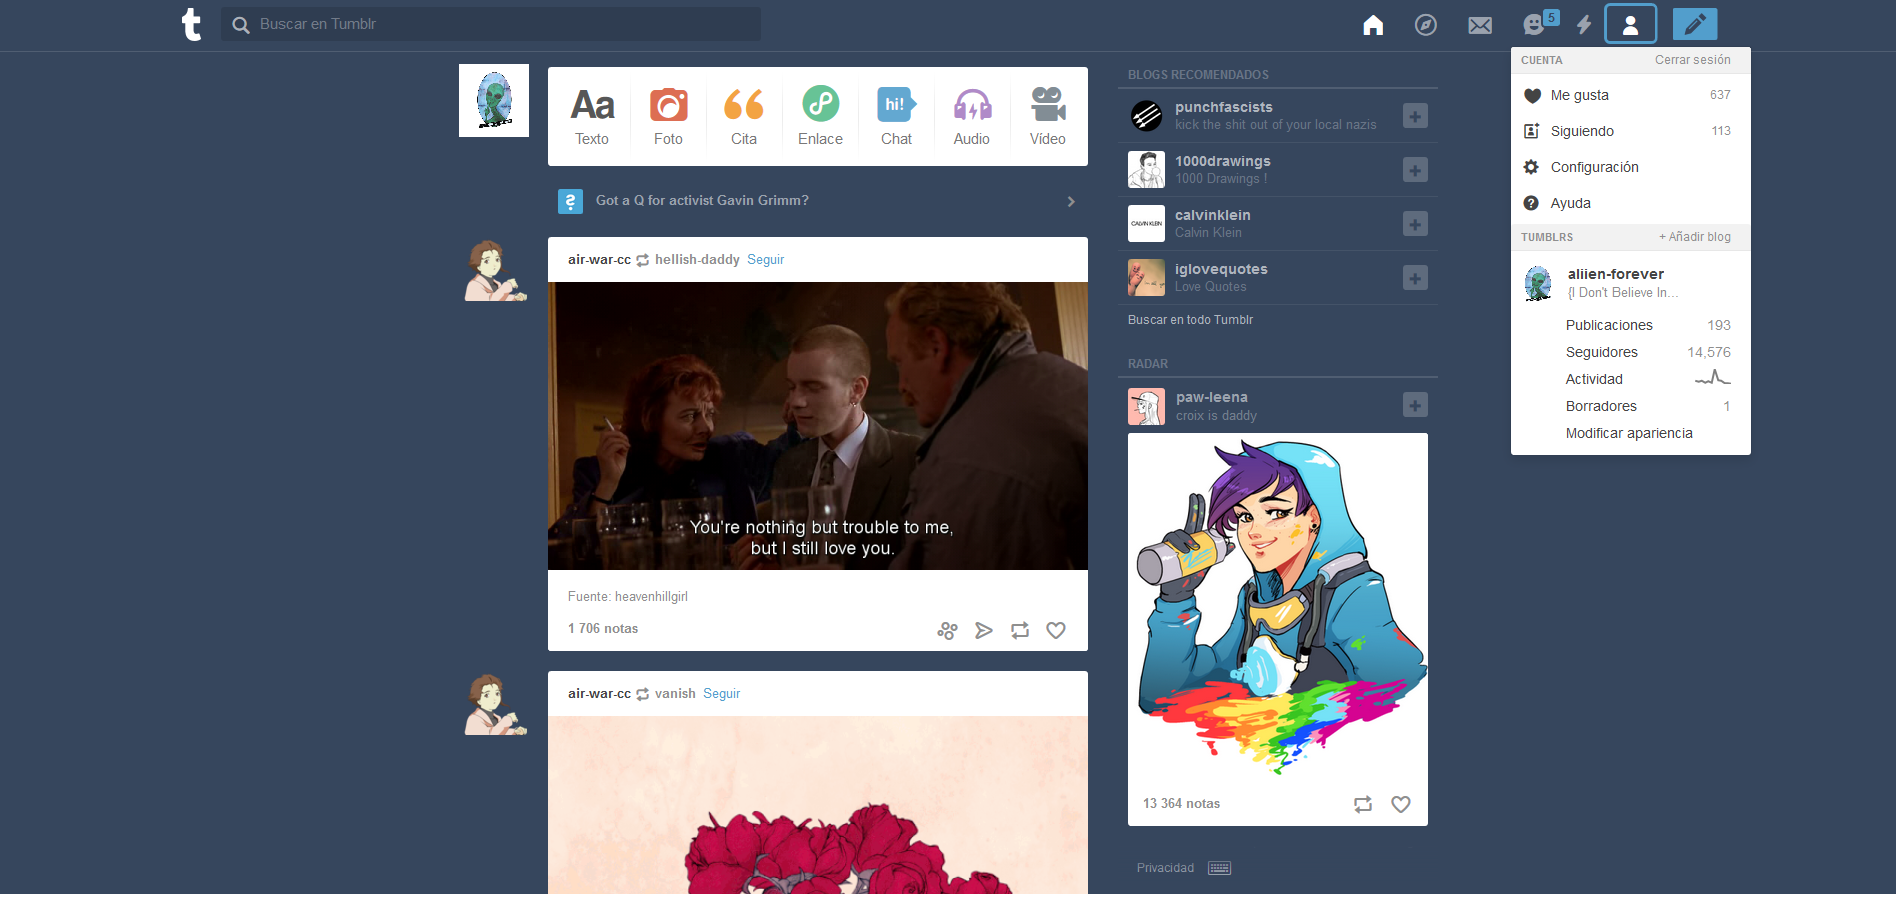 t
Buscar en Tumblr
5
Aa
Texto
Foto
Cita
Enlace
hi!
Chat
Audio
Vídeo
Got a Q for activist Gavin Grimm?
air-war-cc hellish-daddy Seguir
You're nothing but trouble to me,
but I still love you.
Fuente: heavenhillgirl
1 706 notas
air-war-cc vanish Seguir
BLOGS RECOMENDADOS
punchfascists
kick the shit out of your local nazis
1000drawings
1000 Drawings !
CALVIN KLEIN
calvinklein
Calvin Klein
iglovequotes
Love Quotes
Buscar en todo Tumblr
RADAR
paw-leena
croix is daddy
13 364 notas
Privacidad
CUENTA Cerrar sesión
Me gusta 637
Siguiendo 113
Configuración
Ayuda
TUMBLRS + Añadir blog
aliien-forever
{I Don't Believe In...
Publicaciones 193
Seguidores 14,576
Actividad
Borradores 1
Modificar apariencia